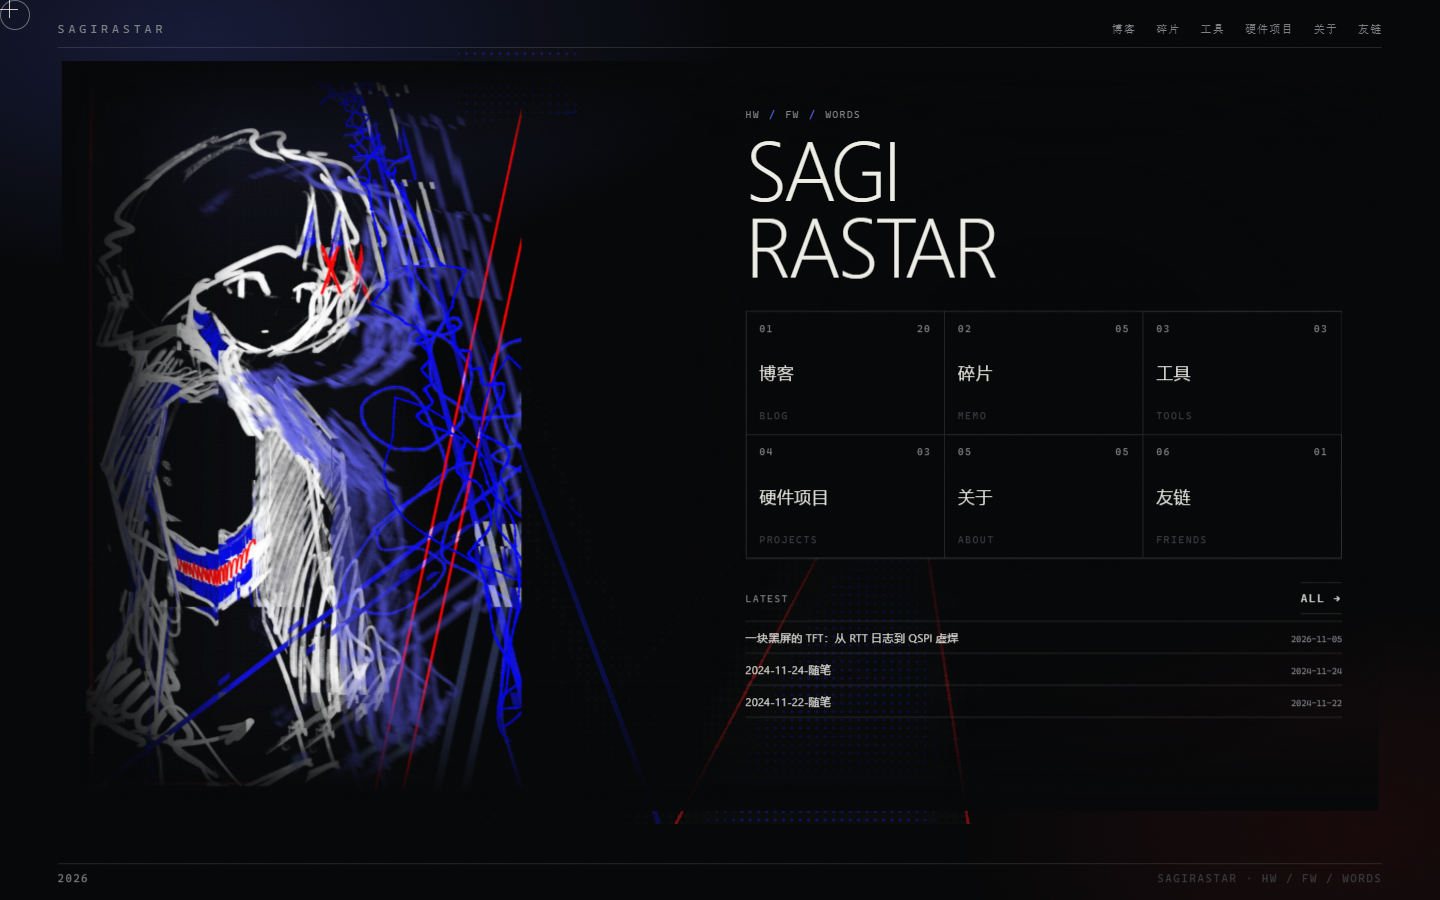 SAGIRASTAR
博客 碎片 工具 硬件项目 关于 友链
HW / FW / WORDS
SAGI
RASTAR
01 20
博客
BLOG
02 05
碎片
MEMO
03 03
工具
TOOLS
04 03
硬件项目
PROJECTS
05 05
关于
ABOUT
06 01
友链
FRIENDS
LATEST
ALL →
一块黑屏的 TFT：从 RTT 日志到 QSPI 虚焊 2026-11-05
2024-11-24-随笔 2024-11-24
2024-11-22-随笔 2024-11-22
2026
SAGIRASTAR · HW / FW / WORDS